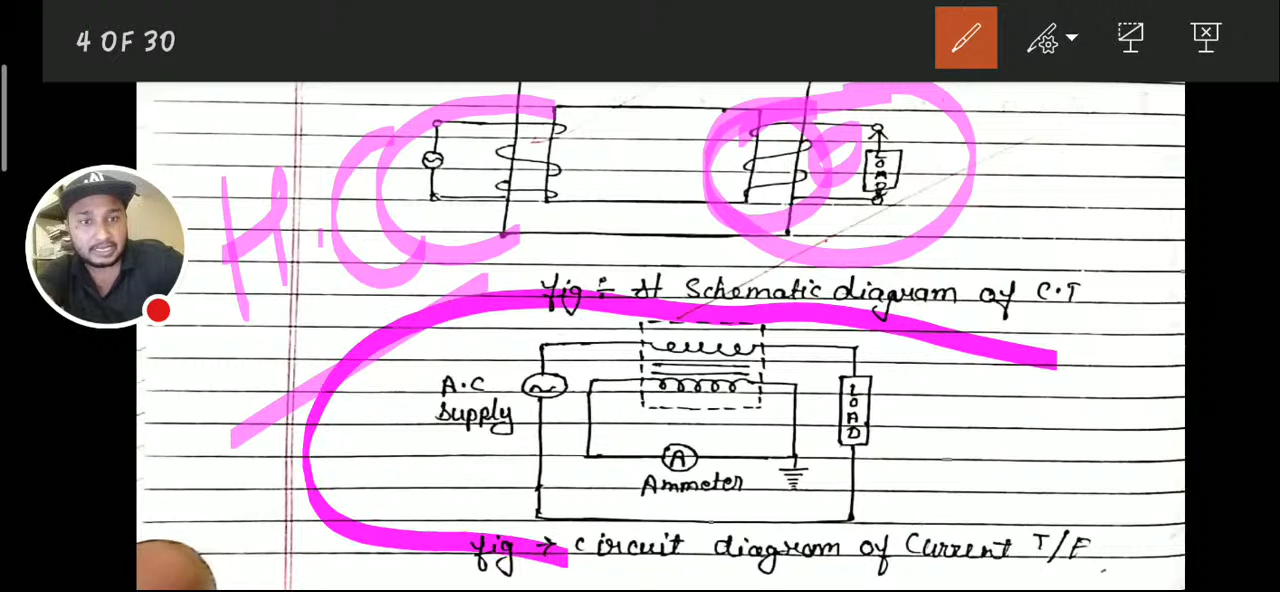 4 OF 30
H.C
LOAD
fig ÷ A Schematic diagram of C.T
A.C
Supply
LOAD
A
Ammeter
fig → Circuit diagram of Current T/F